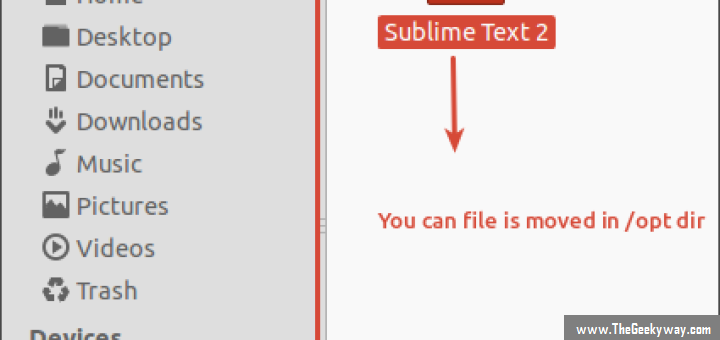 Home
Desktop
Documents
Downloads
Music
Pictures
Videos
Trash
Devices
Sublime Text 2
You can file is moved in /opt dir
www.TheGeekyway.com